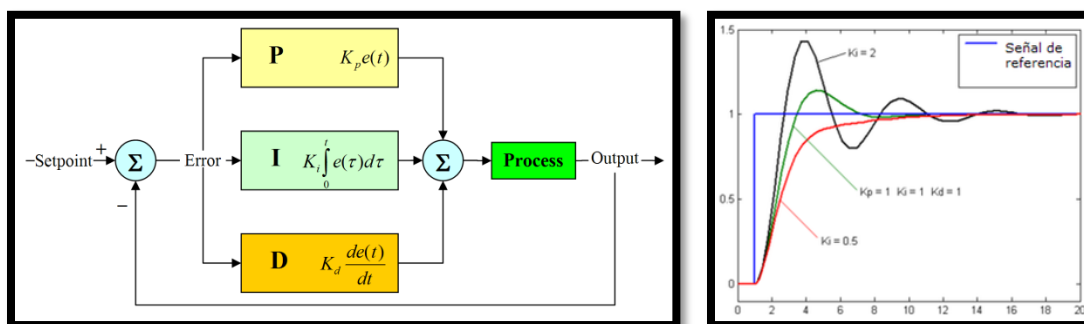 P K_p e(t)
Setpoint
+
−
Σ
Error
I K_i ∫_0^t e(τ)dτ
Σ
Process
Output
D K_d de(t)/dt
1.5
1
0.5
0
Ki = 2
Señal de
referencia
Kp = 1 Ki = 1 Kd = 1
Ki = 0.5
0 2 4 6 8 10 12 14 16 18 20